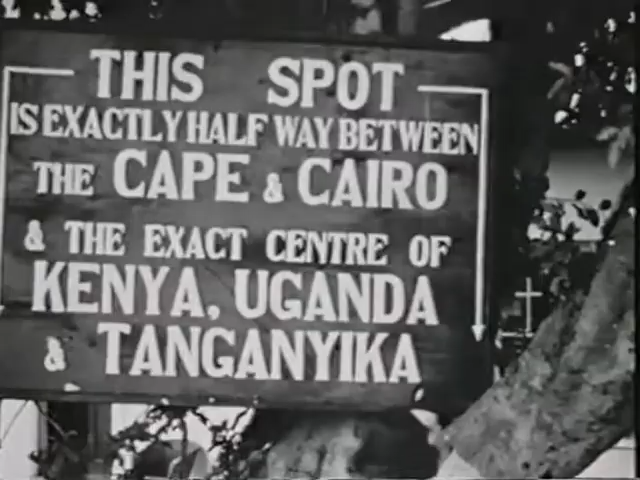 THIS SPOT
IS EXACTLY HALF WAY BETWEEN
THE CAPE & CAIRO
& THE EXACT CENTRE OF
KENYA, UGANDA
& TANGANYIKA